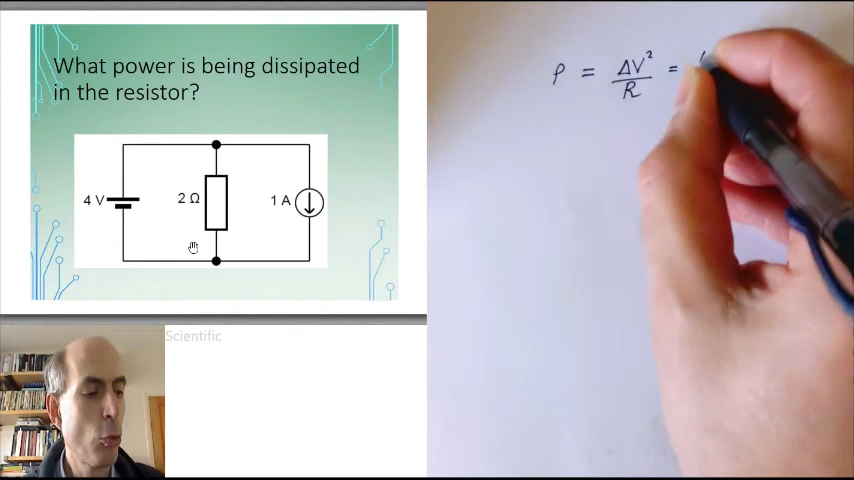 What power is being dissipated
in the resistor?
4 V
2 Ω
1 A
Scientific
P = ΔV²/R =